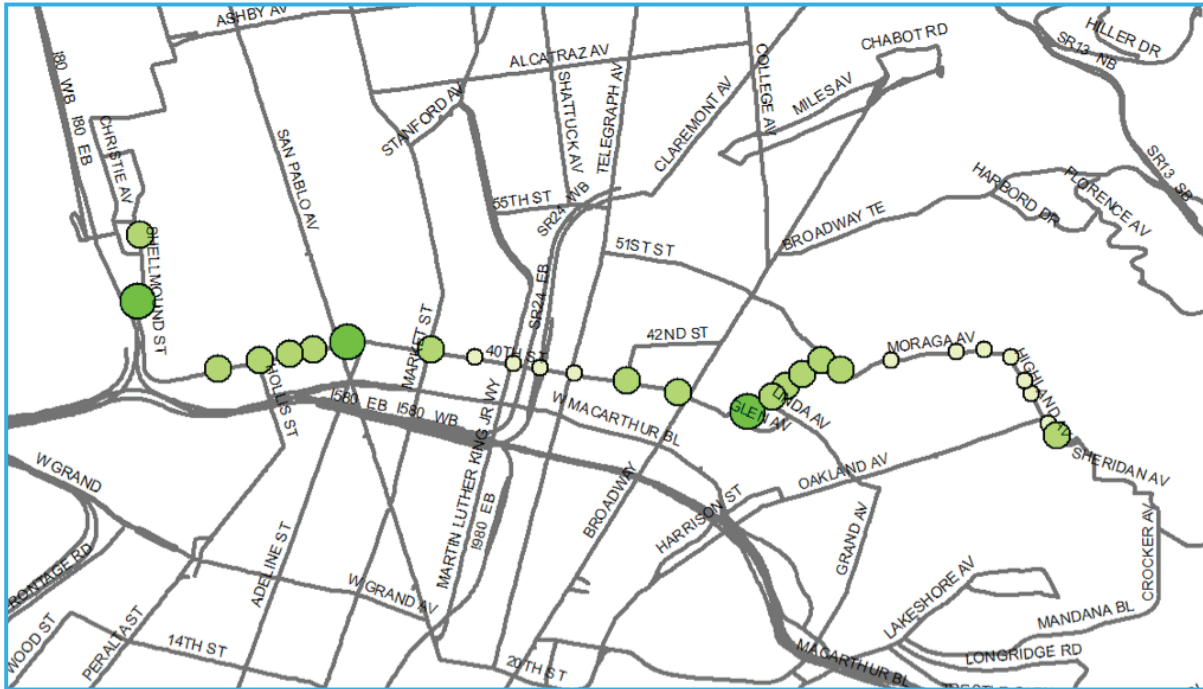 ASHBY AV
I80 WB
I80 EB
CHRISTIE AV
SHELLMOUND ST
SAN PABLO AV
STANFORD AV
ALCATRAZ AV
SHATTUCK AV
TELEGRAPH AV
CLAREMONT AV
COLLEGE AV
MILES AV
CHABOT RD
HILLER DR
SR13 NB
SR13 SB
FLORENCE AV
HARBORD DR
BROADWAY TE
55TH ST
SR24 WB
51ST ST
SR24 EB
42ND ST
MARKET ST
40TH ST
MORAGA AV
HIGHLAND
LINDA AV
GLEN AV
HOLLIS ST
I580 EB
I580 WB
W MACARTHUR BL
MARTIN LUTHER KING JR WY
I980 EB
BROADWAY
HARRISON ST
OAKLAND AV
SHERIDAN AV
GRAND AV
CROCKER AV
W GRAND
W GRAND AV
ADELINE ST
PERALTA ST
WOOD ST
RONTAGE RD
14TH ST
20TH ST
LAKESHORE AV
MANDANA BL
LONGRIDGE RD
MACARTHUR BL